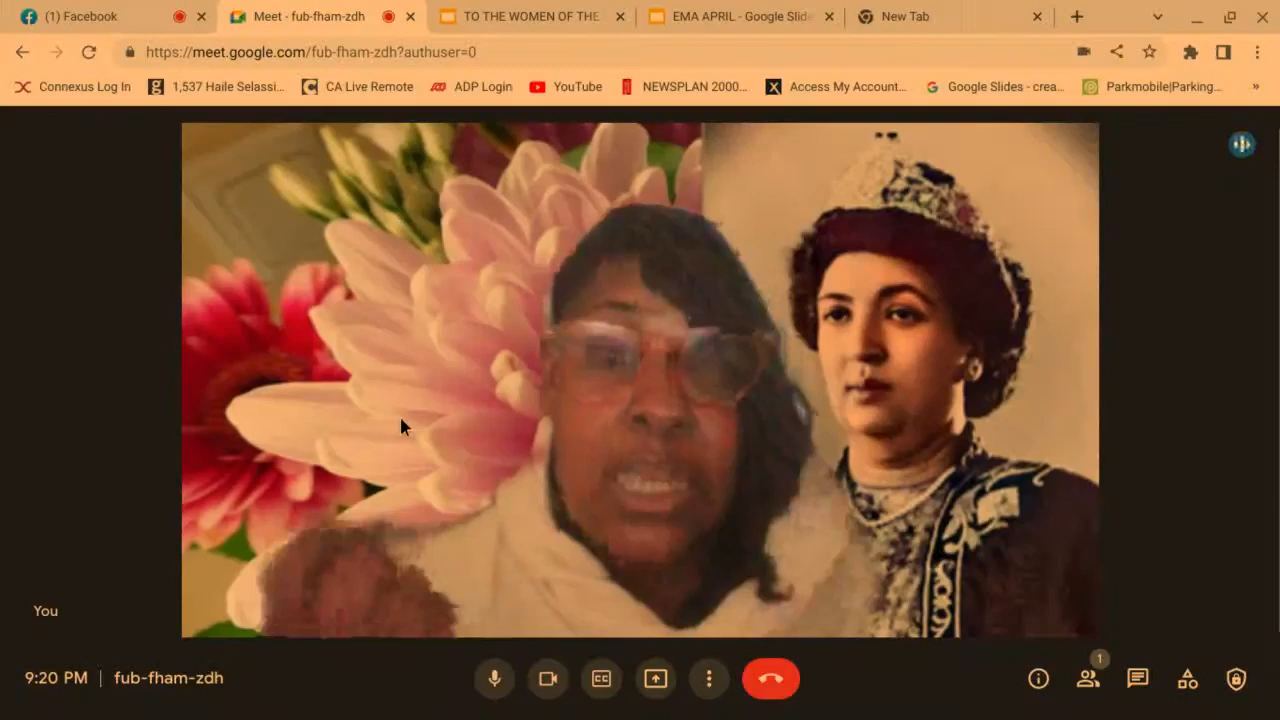 (1) Facebook
Meet - fub-fham-zdh
TO THE WOMEN OF THE
EMA APRIL - Google Slide
New Tab
https://meet.google.com/fub-fham-zdh?authuser=0
Connexus Log In
1,537 Haile Selassi...
CA Live Remote
ADP Login
YouTube
NEWSPLAN 2000...
Access My Account...
Google Slides - crea...
Parkmobile|Parking...
»
You
9:20 PM | fub-fham-zdh
CC
1